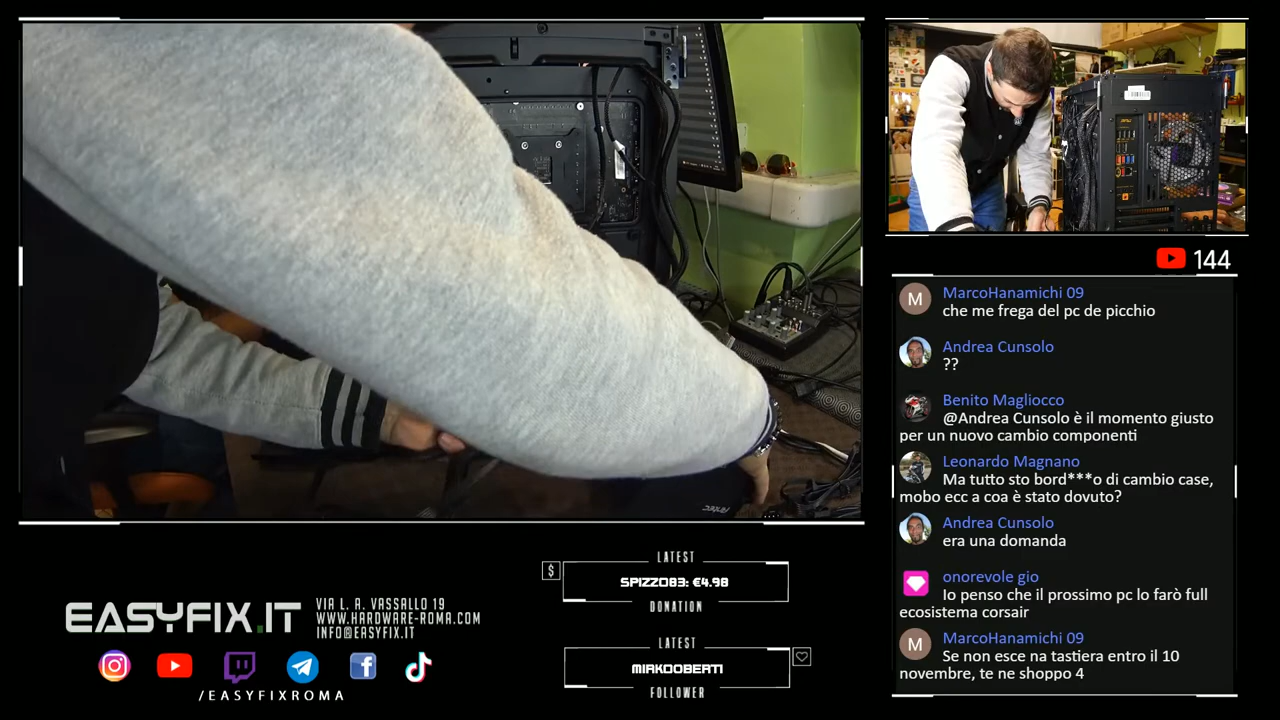 Antec
144
M
MarcoHanamichi 09
che me frega del pc de picchio
Andrea Cunsolo
??
Benito Magliocco
@Andrea Cunsolo è il momento giusto
per un nuovo cambio componenti
Leonardo Magnano
Ma tutto sto bord***o di cambio case,
mobo ecc a coa è stato dovuto?
Andrea Cunsolo
era una domanda
onorevole gio
Io penso che il prossimo pc lo farò full
ecosistema corsair
M
MarcoHanamichi 09
Se non esce na tastiera entro il 10
novembre, te ne shoppo 4
EASYFIX.IT
VIA L. A. VASSALLO 19
WWW.HARDWARE-ROMA.COM
INFO@EASYFIX.IT
/EASYFIXROMA
LATEST
$
SPIZZO83: €4.98
DONATION
LATEST
MIRKOOBERTI
FOLLOWER